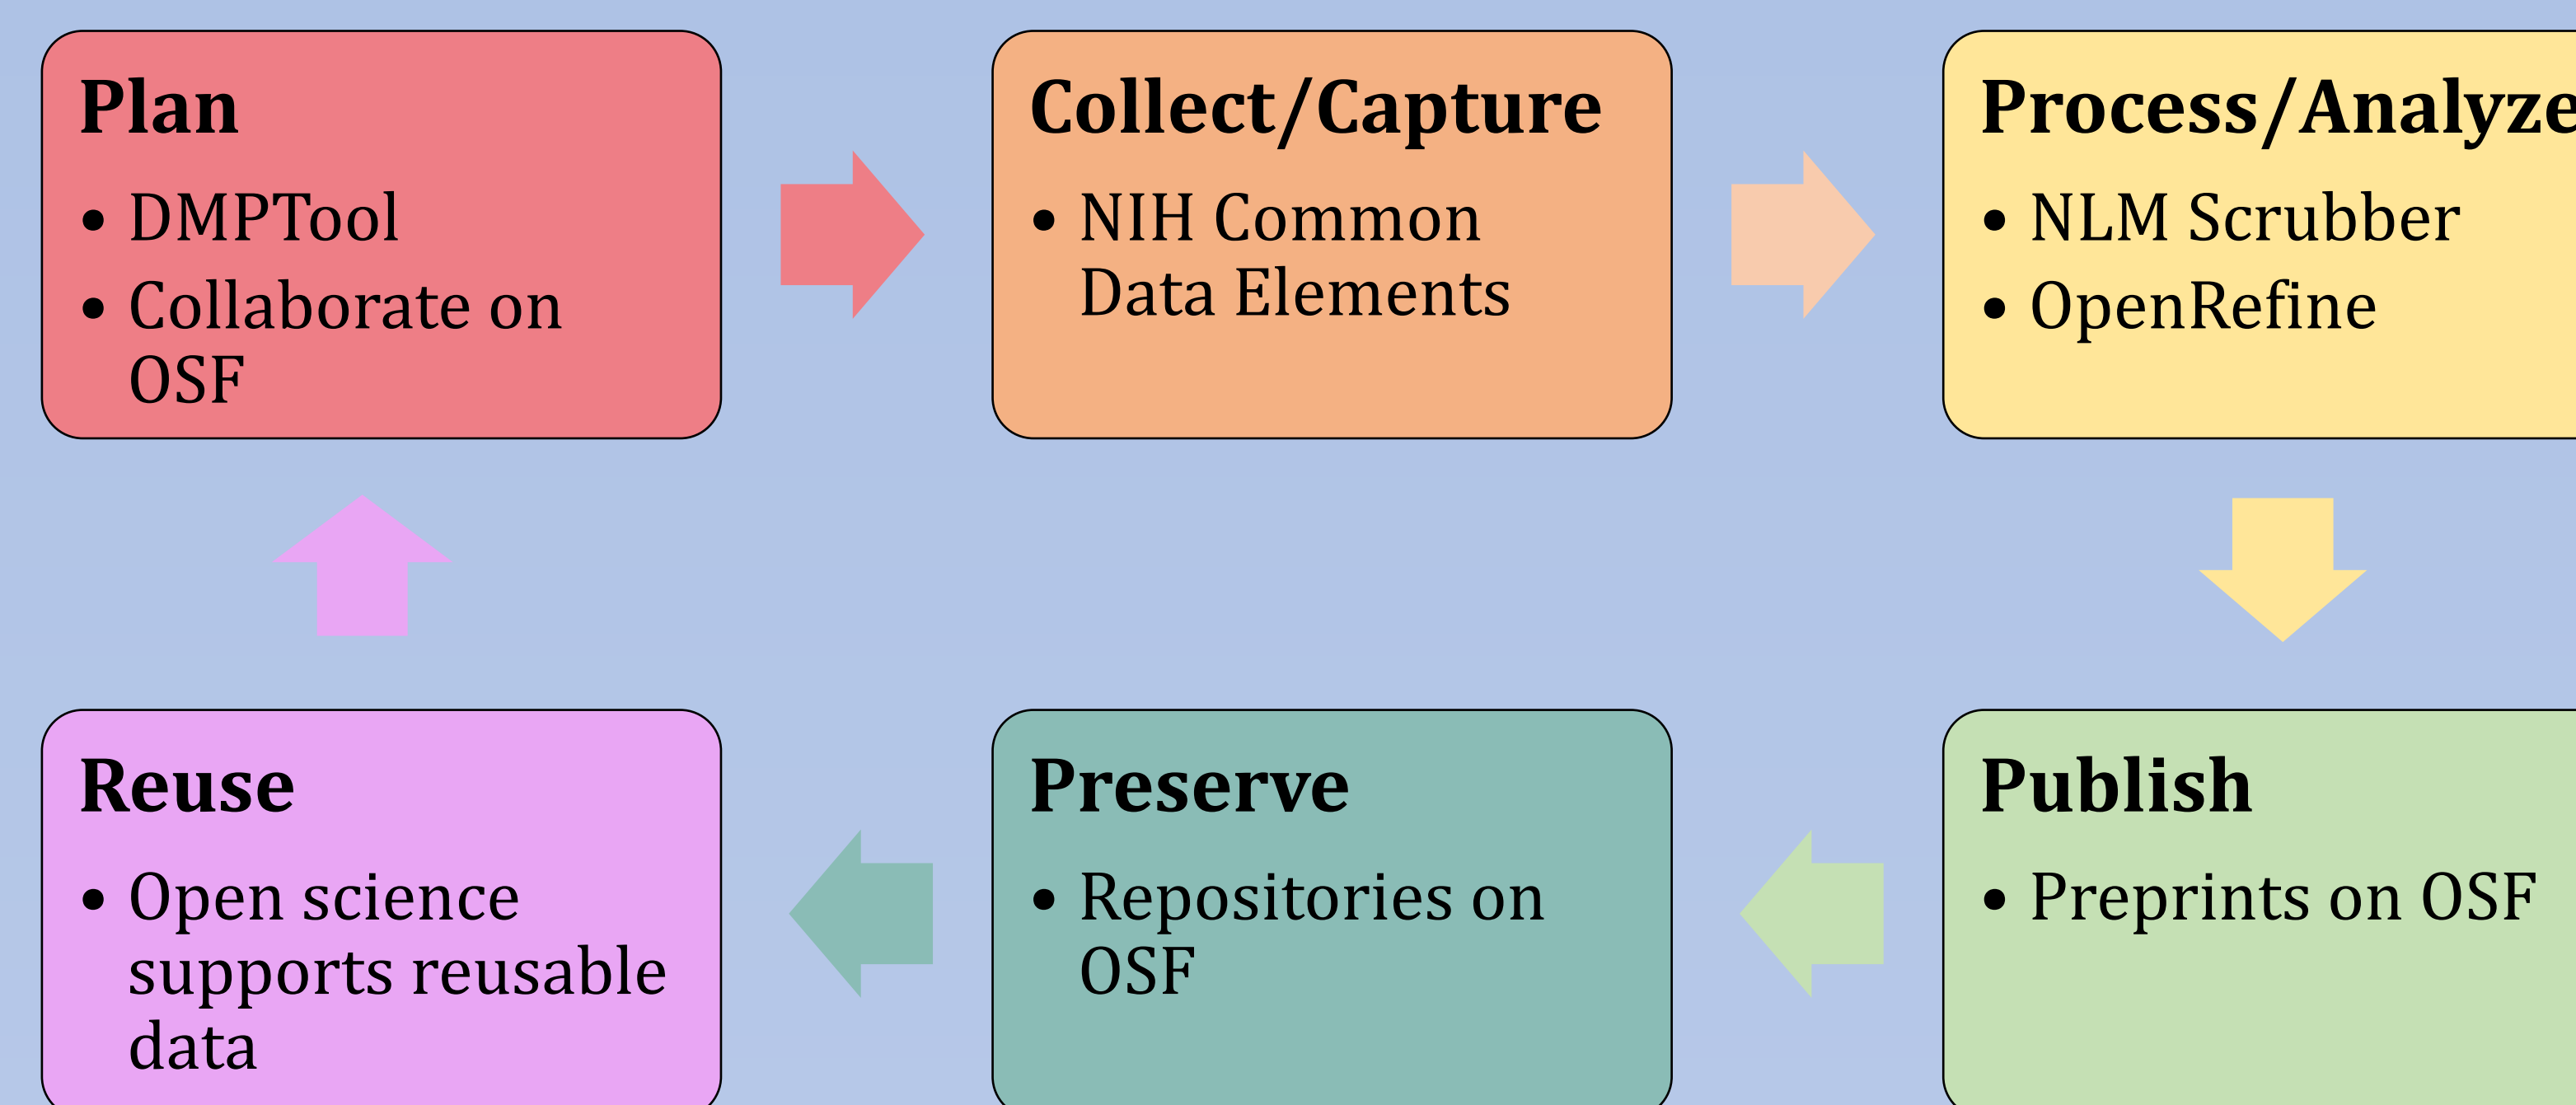 Plan
• DMPTool
• Collaborate on
OSF
Collect/Capture
• NIH Common
Data Elements
Process/Analyze
• NLM Scrubber
• OpenRefine
Publish
• Preprints on OSF
Preserve
• Repositories on
OSF
Reuse
• Open science
supports reusable
data